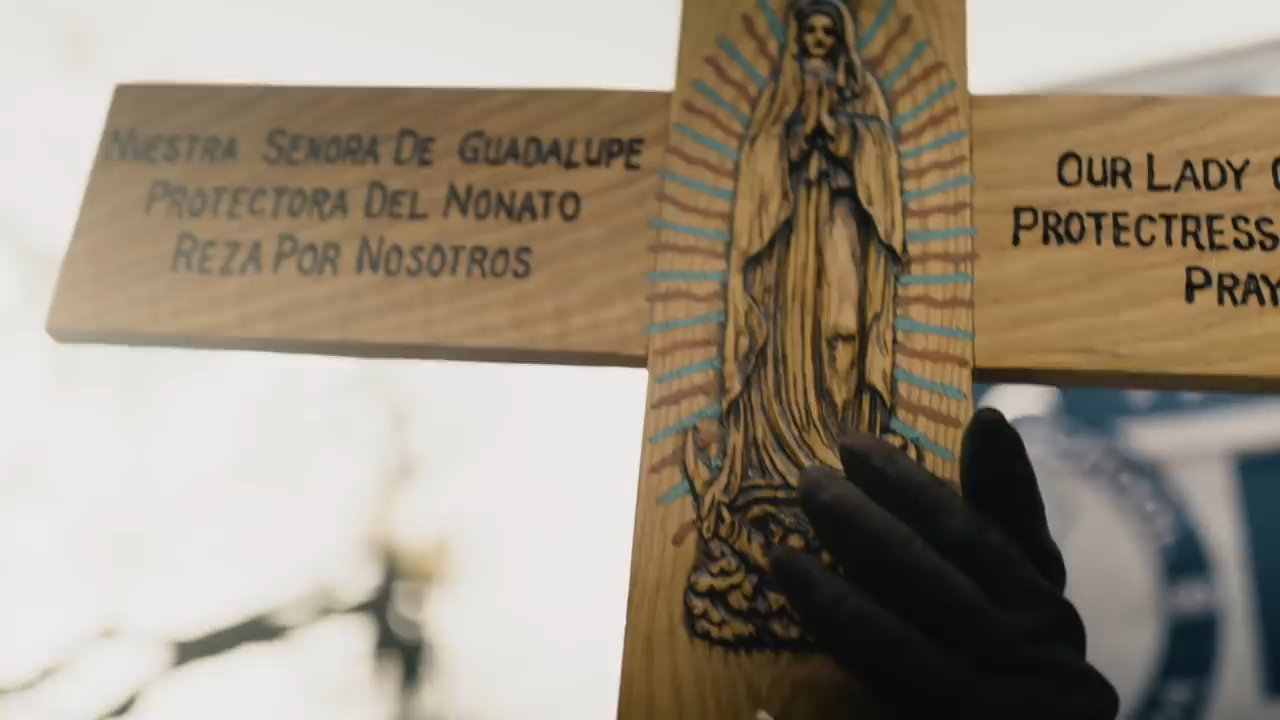 NUESTRA SENORA DE GUADALUPE
PROTECTORA DEL NONATO
REZA POR NOSOTROS
OUR LADY
PROTECTRESS
PRAY